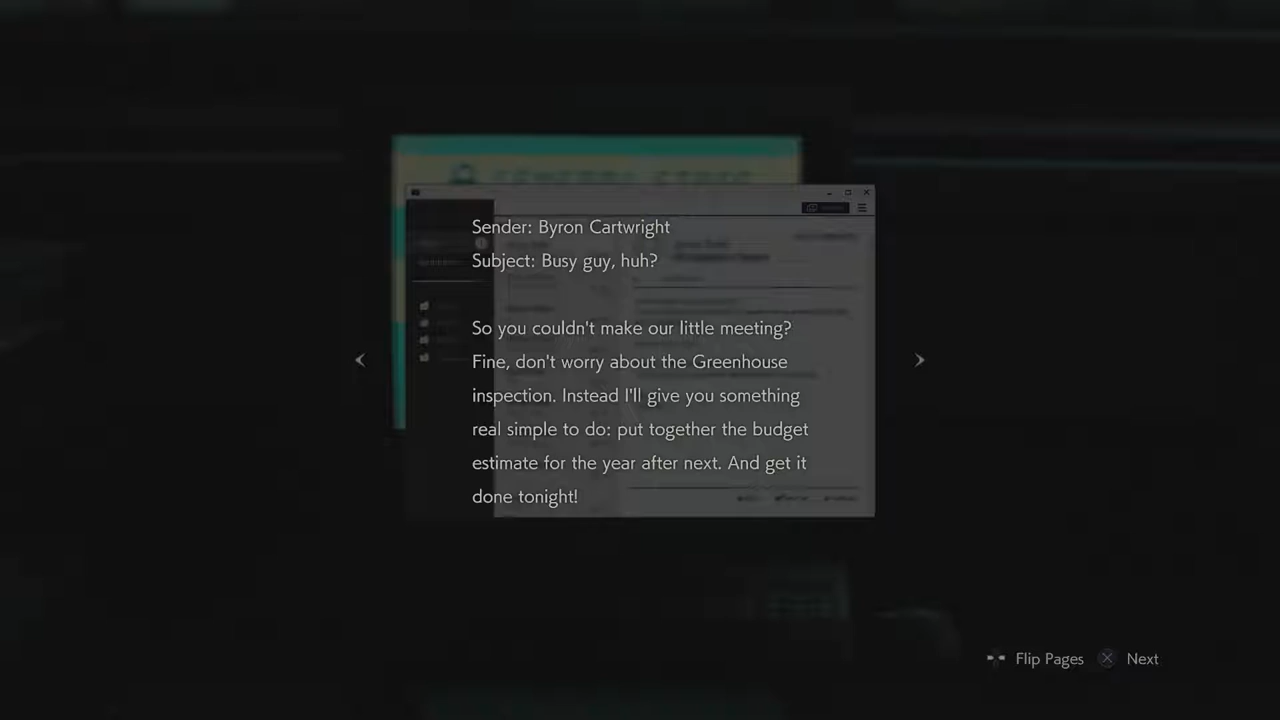 Sender: Byron Cartwright
Subject: Busy guy, huh?
So you couldn't make our little meeting?
Fine, don't worry about the Greenhouse
inspection. Instead I'll give you something
real simple to do: put together the budget
estimate for the year after next. And get it
done tonight!
Flip Pages
Next